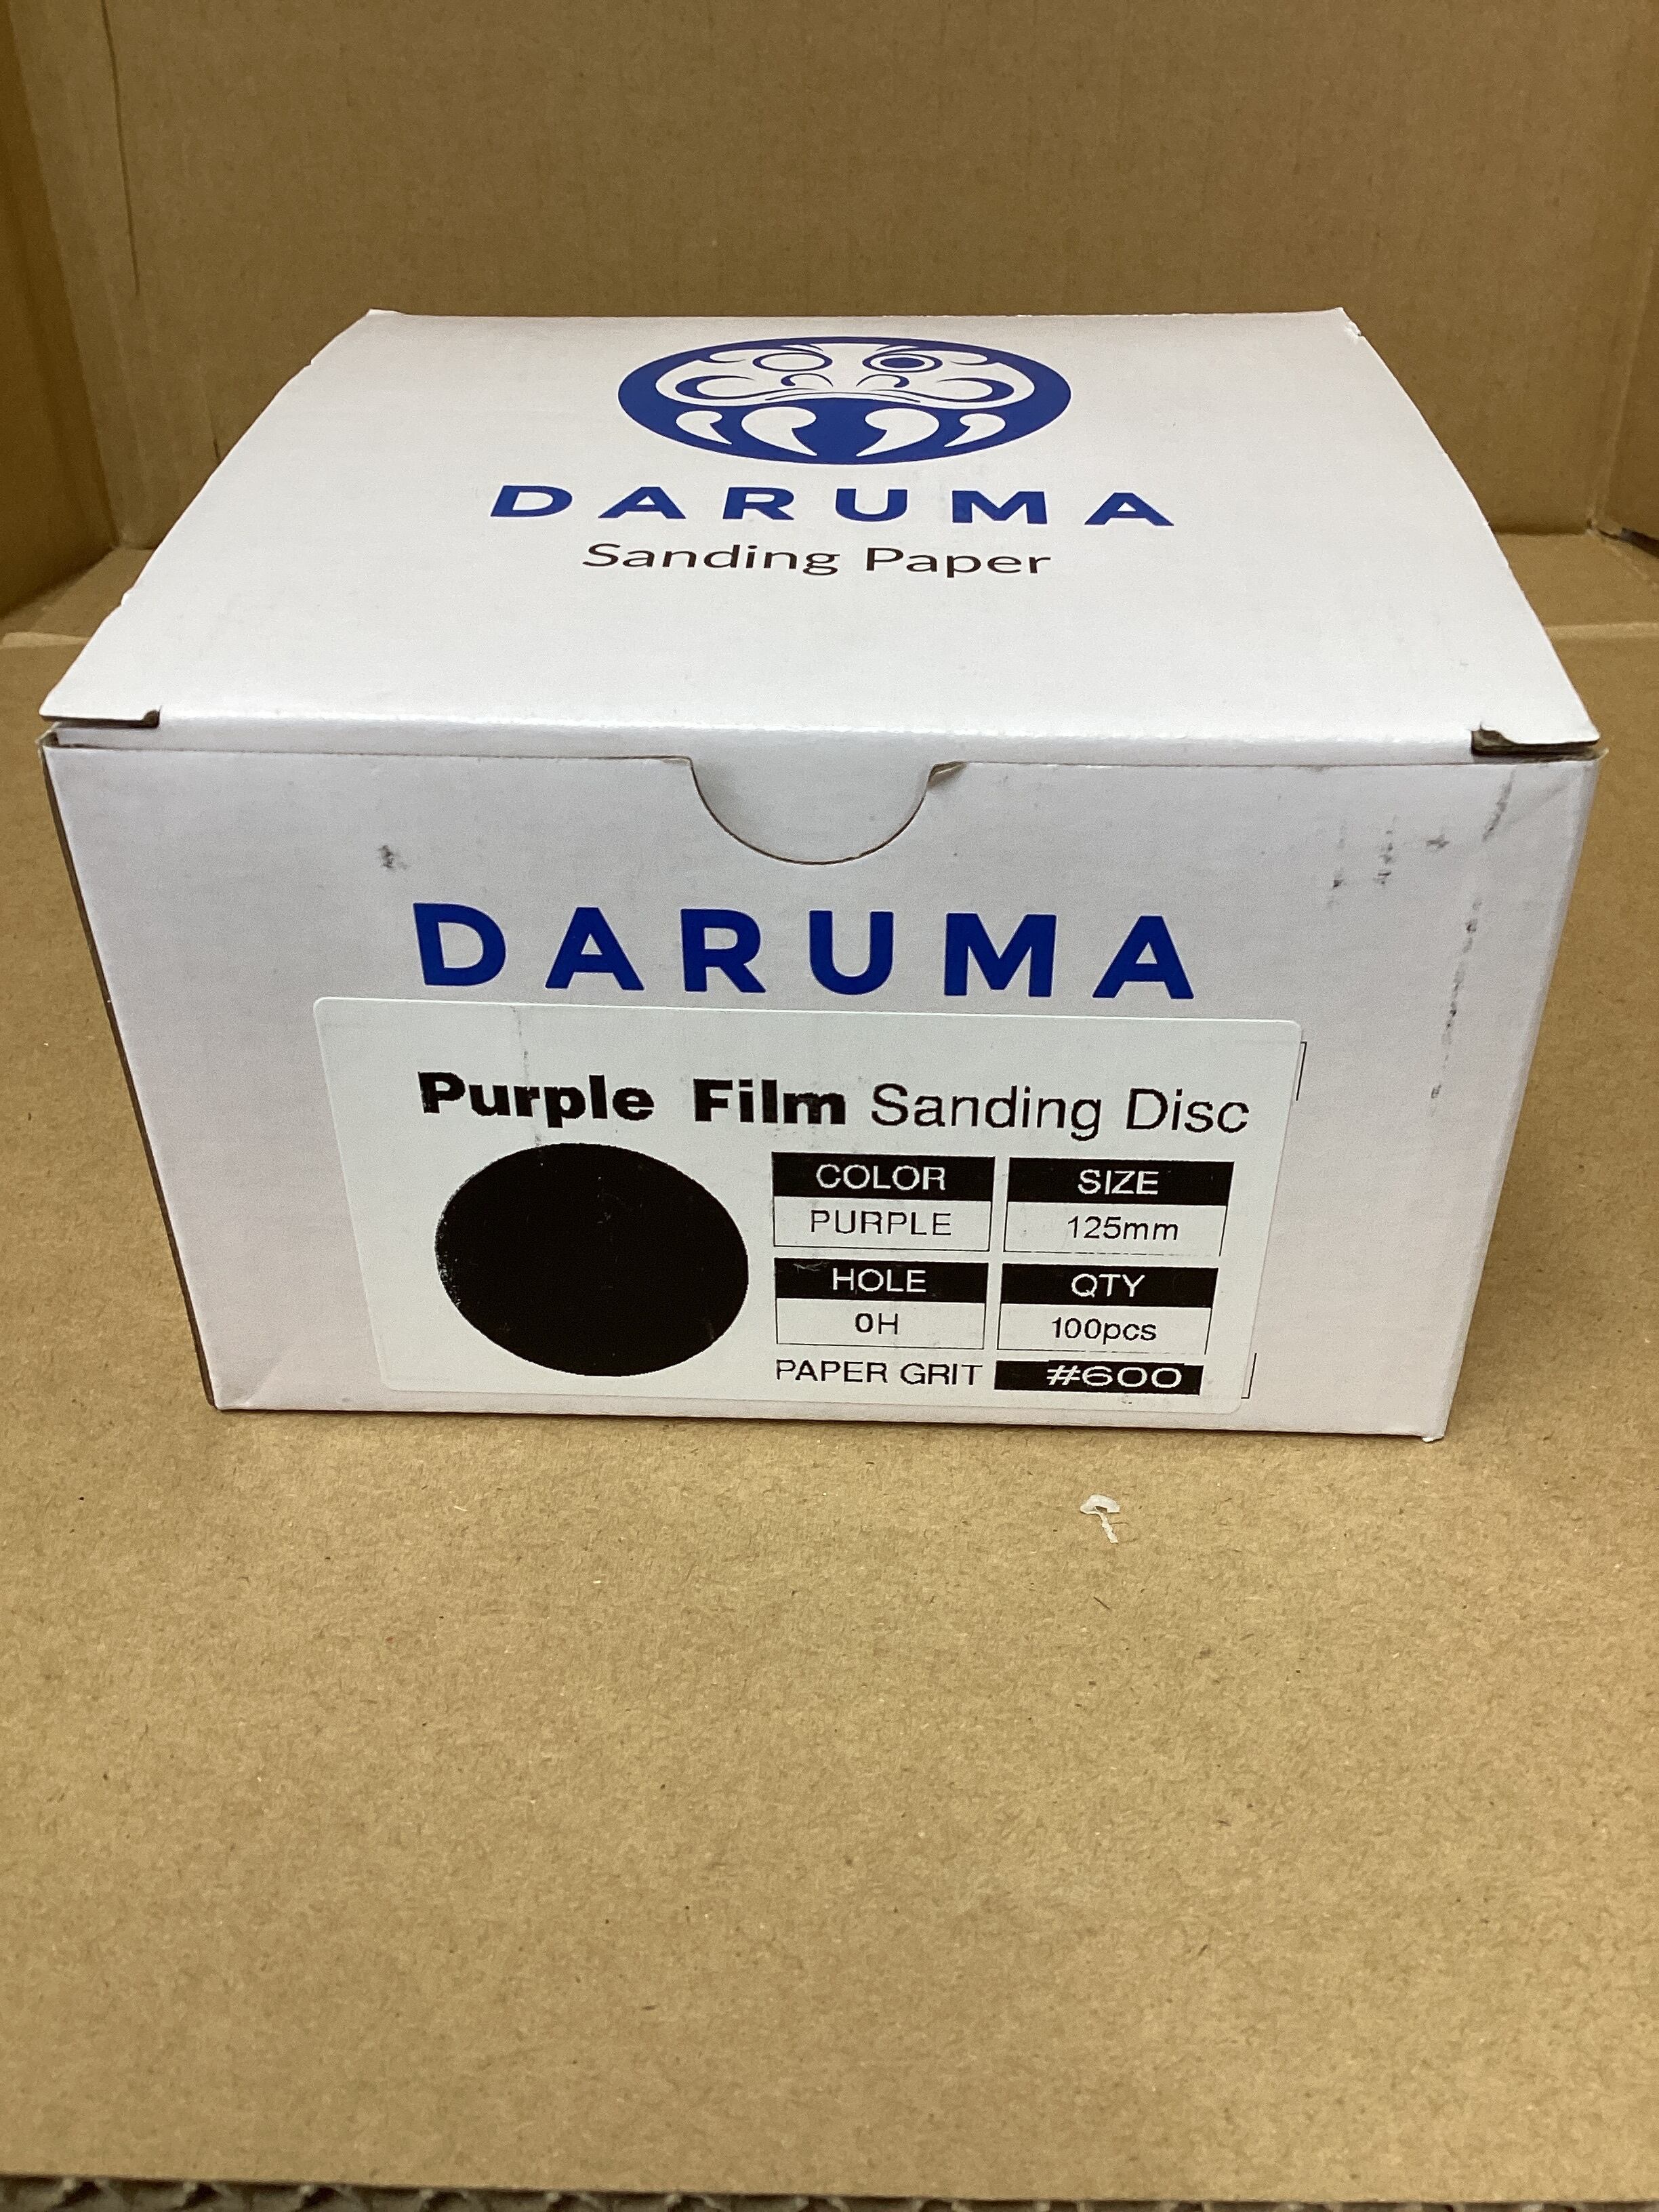 DARUMA
Sanding Paper
DARUMA
Purple Film Sanding Disc
COLOR SIZE
PURPLE 125mm
HOLE QTY
0H 100pcs
PAPER GRIT #600